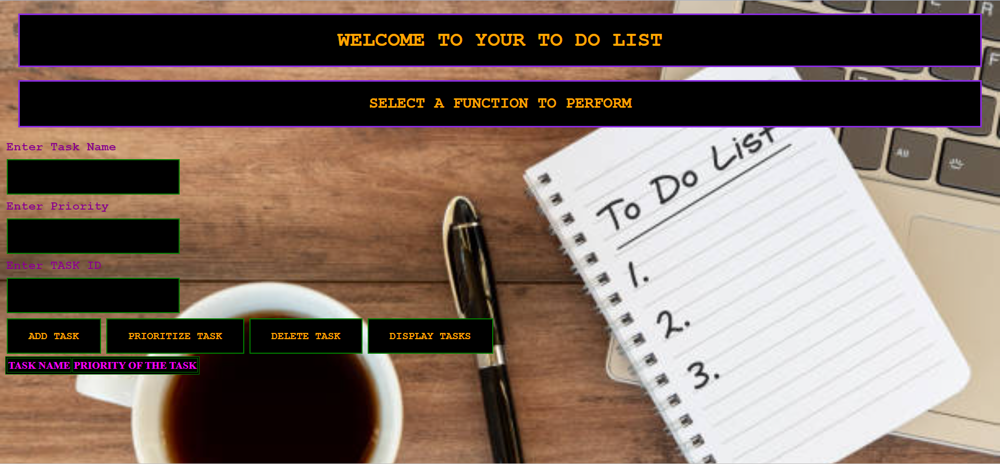 WELCOME TO YOUR TO DO LIST
SELECT A FUNCTION TO PERFORM
Enter Task Name
Enter Priority
Enter TASK ID
ADD TASK PRIORITIZE TASK DELETE TASK DISPLAY TASKS
TASK NAME PRIORITY OF THE TASK
To Do List
1.
2.
3.
R
F
Alt